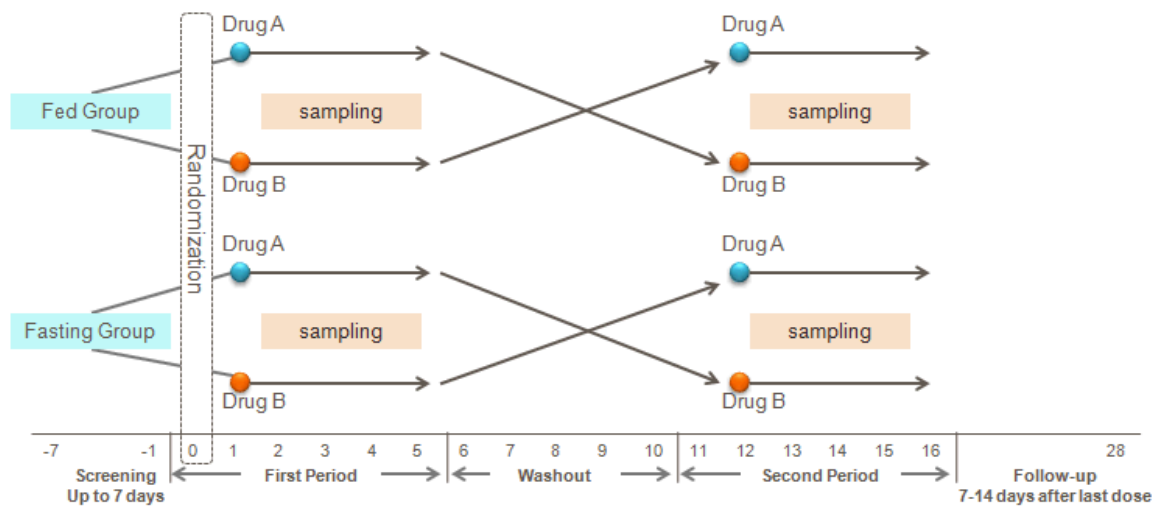 Drug A
Drug A
Fed Group
sampling
sampling
Randomization
Drug B
Drug B
Drug A
Drug A
Fasting Group
sampling
sampling
Drug B
Drug B
-7 -1 0 1 2 3 4 5 6 7 8 9 10 11 12 13 14 15 16 28
Screening First Period Washout Second Period Follow-up
Up to 7 days 7-14 days after last dose